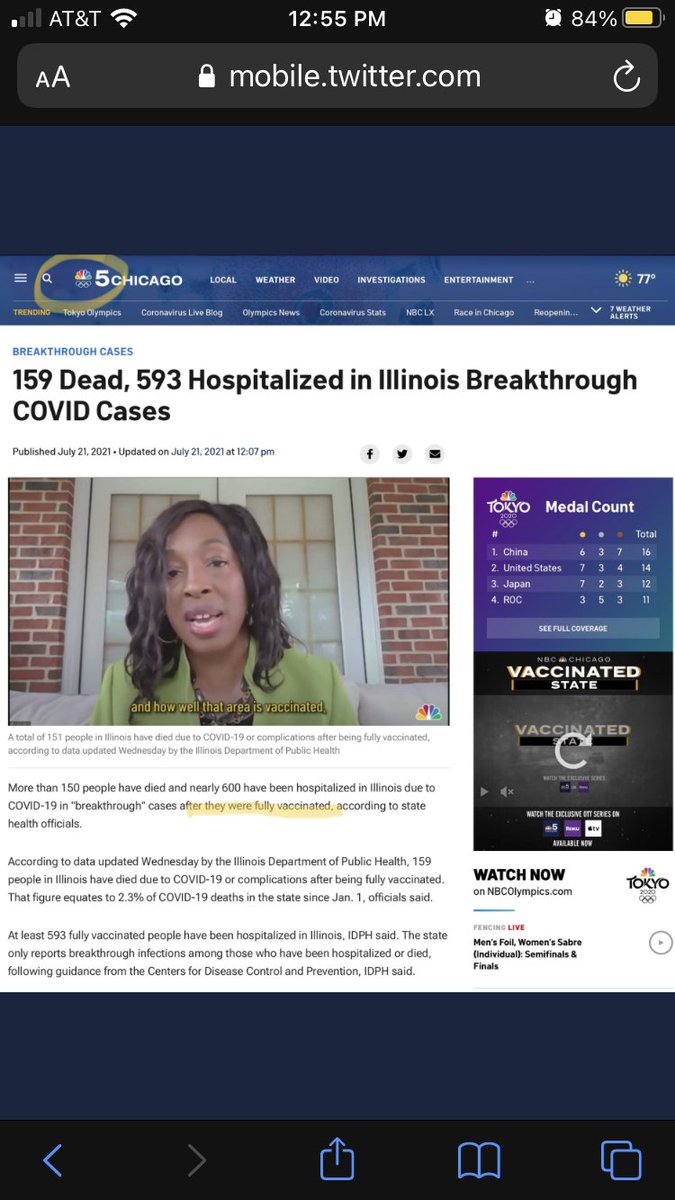 AT&T 12:55 PM 84%
AA mobile.twitter.com
5 CHICAGO LOCAL WEATHER VIDEO INVESTIGATIONS ENTERTAINMENT ... 77°
TRENDING Tokyo Olympics Coronavirus Live Blog Olympics News Coronavirus Stats NBC LX Race in Chicago Reopenin... 7 WEATHER
ALERTS
BREAKTHROUGH CASES
159 Dead, 593 Hospitalized in Illinois Breakthrough
COVID Cases
Published July 21, 2021 • Updated on July 21, 2021 at 12:07 pm
and how well that area is vaccinated,
A total of 151 people in Illinois have died due to COVID-19 or complications after being fully vaccinated,
according to data updated Wednesday by the Illinois Department of Public Health
More than 150 people have died and nearly 600 have been hospitalized in Illinois due to
COVID-19 in "breakthrough" cases after they were fully vaccinated, according to state
health officials.
According to data updated Wednesday by the Illinois Department of Public Health, 159
people in Illinois have died due to COVID-19 or complications after being fully vaccinated.
That figure equates to 2.3% of COVID-19 deaths in the state since Jan. 1, officials said.
At least 593 fully vaccinated people have been hospitalized in Illinois, IDPH said. The state
only reports breakthrough infections among those who have been hospitalized or died,
following guidance from the Centers for Disease Control and Prevention, IDPH said.
TOKYO
2020
Medal Count
# Total
1. China 6 3 7 16
2. United States 7 3 4 14
3. Japan 7 2 3 12
4. ROC 3 5 3 11
SEE FULL COVERAGE
NBC CHICAGO
VACCINATED
STATE
VACCINATED
STATE
WATCH THE EXCLUSIVE SERIES
WATCH THE EXCLUSIVE OTT SERIES ON
5 Roku tv
AVAILABLE NOW
WATCH NOW
on NBCOlympics.com
TOKYO
2020
FENCING LIVE
Men's Foil, Women's Sabre
(Individual): Semifinals &
Finals